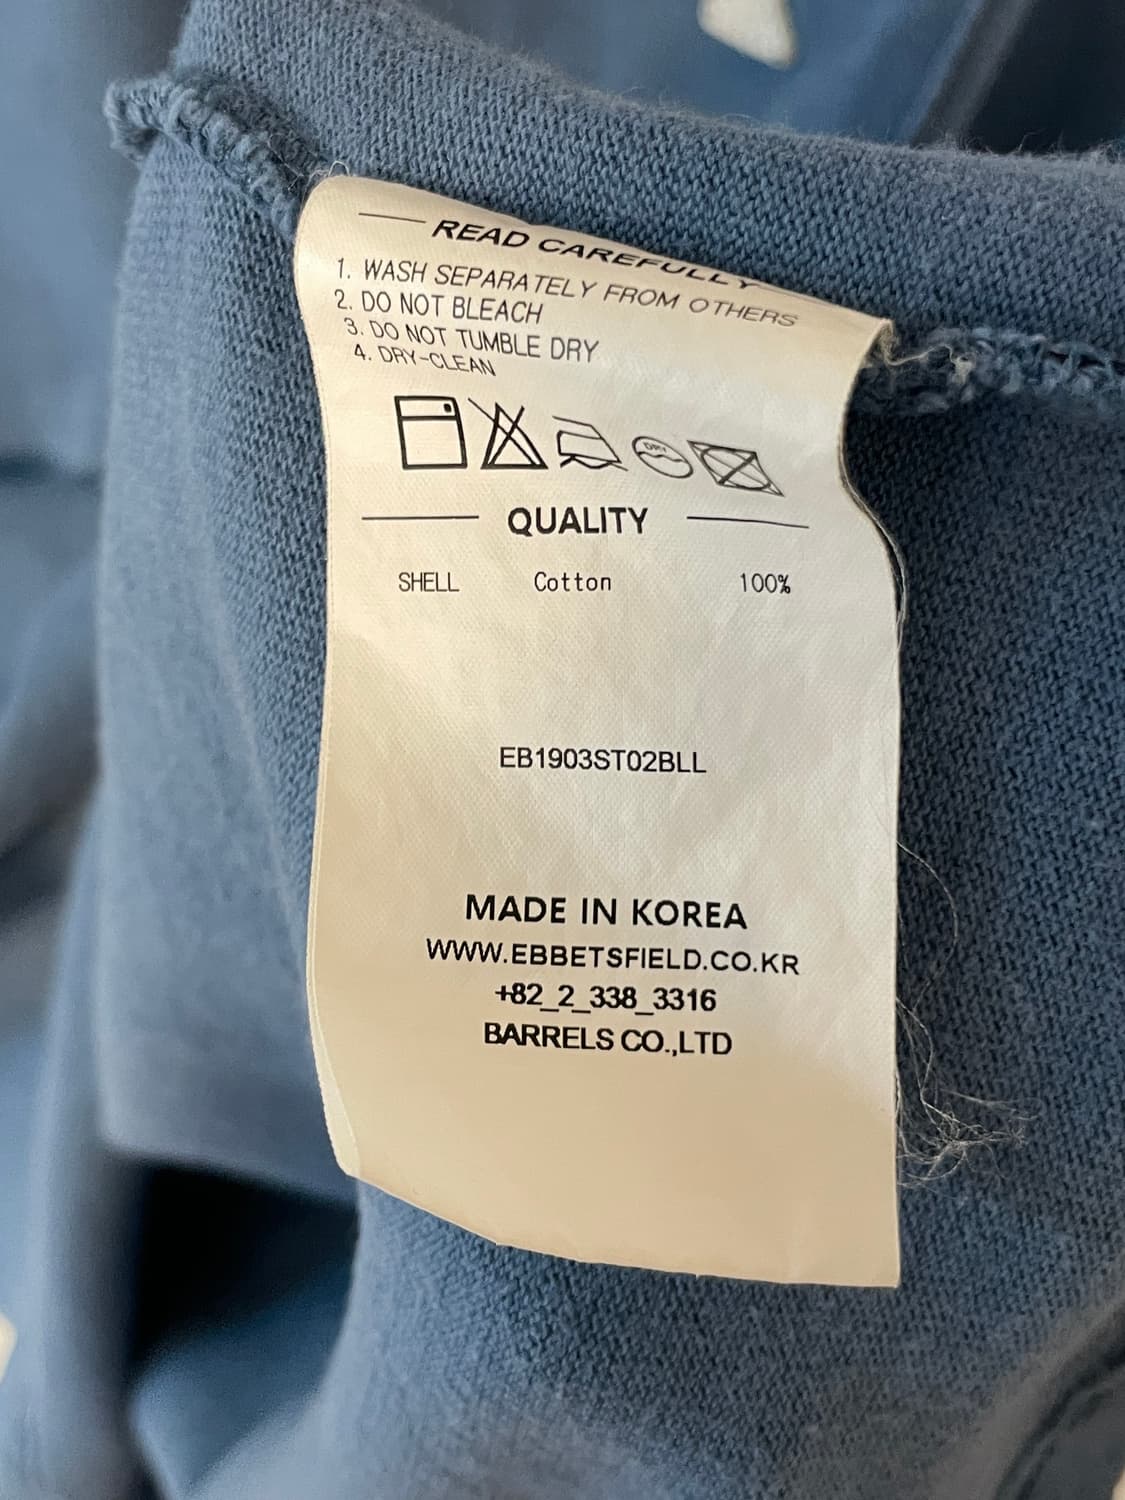 READ CAREFULLY
1. WASH SEPARATELY FROM OTHERS
2. DO NOT BLEACH
3. DO NOT TUMBLE DRY
4. DRY-CLEAN
DRY
QUALITY
SHELL Cotton 100%
EB1903ST02BLL
MADE IN KOREA
WWW.EBBETSFIELD.CO.KR
+82_2_338_3316
BARRELS CO.,LTD